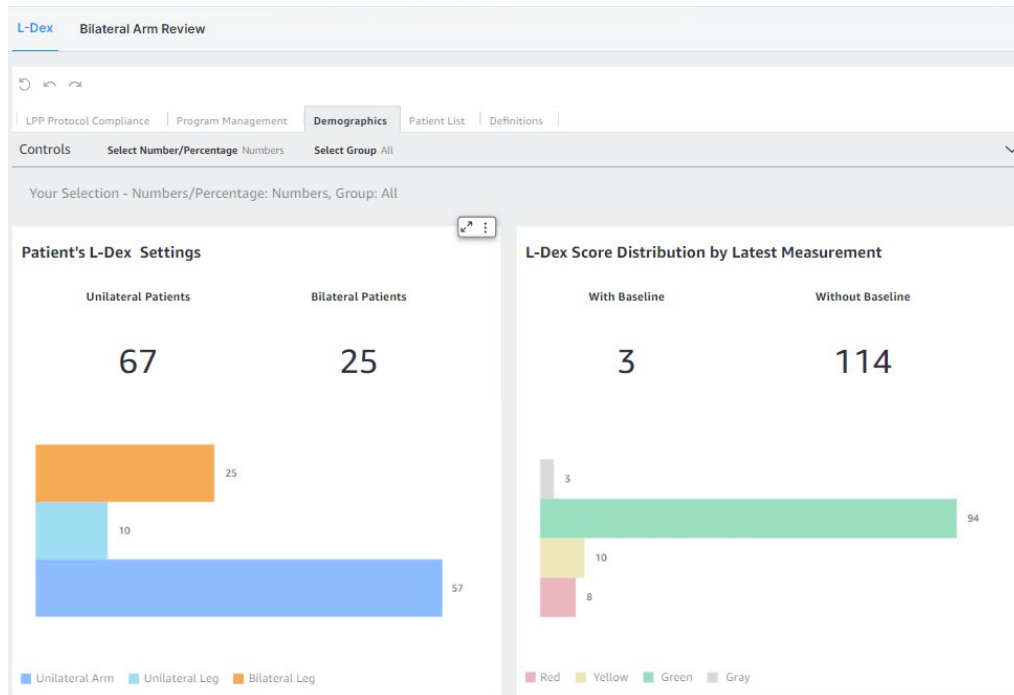 L-Dex Bilateral Arm Review
LPP Protocol Compliance Program Management Demographics Patient List Definitions
Controls Select Number/Percentage Numbers Select Group All
Your Selection - Numbers/Percentage: Numbers, Group: All
Patient's L-Dex Settings
Unilateral Patients Bilateral Patients
67 25
25
10
57
Unilateral Arm Unilateral Leg Bilateral Leg
L-Dex Score Distribution by Latest Measurement
With Baseline Without Baseline
3 114
3
94
10
8
Red Yellow Green Gray